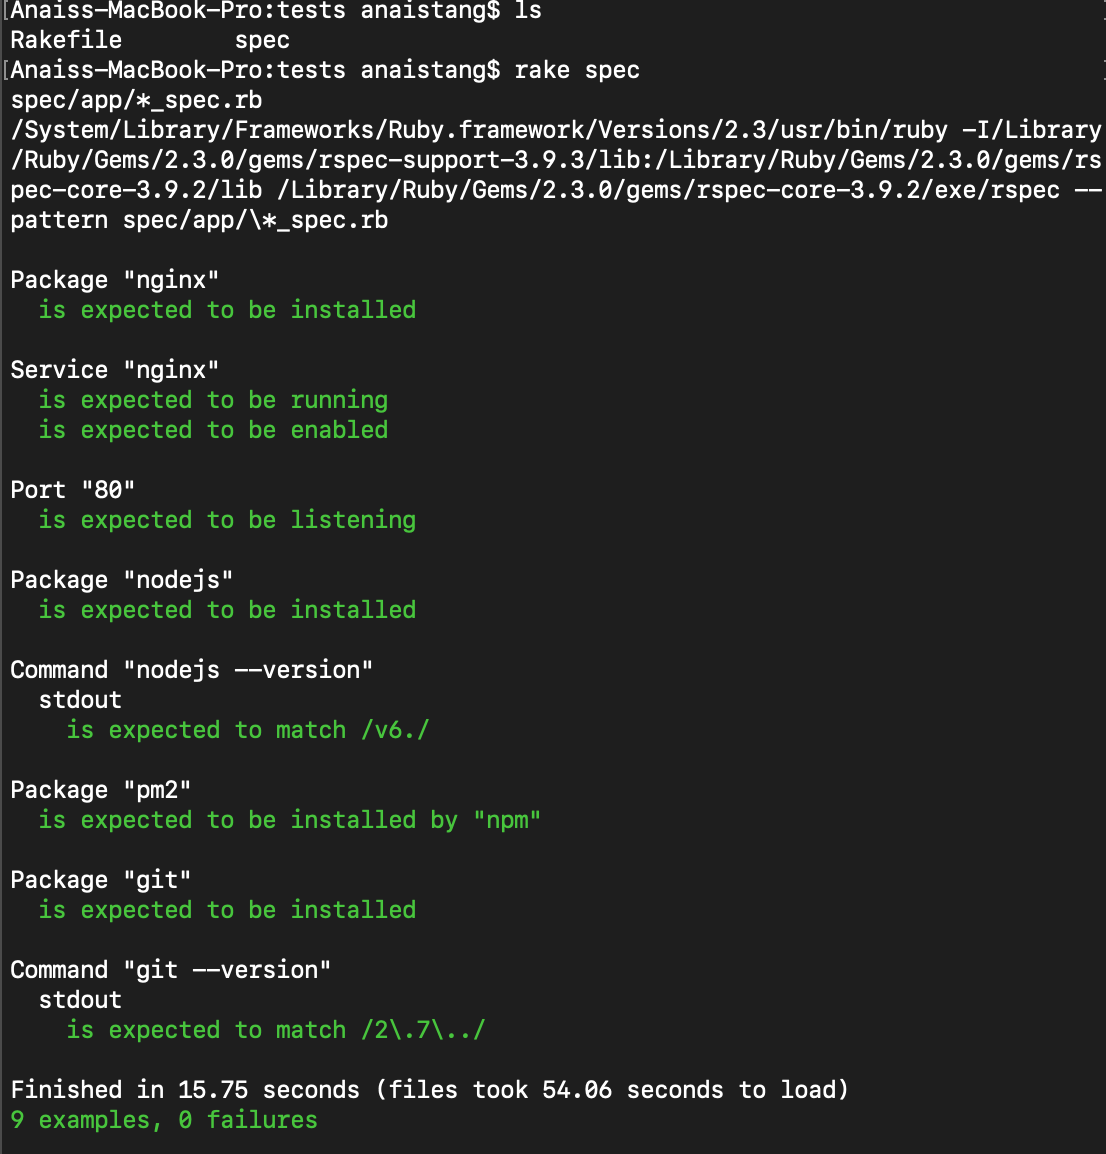 [Anaiss-MacBook-Pro:tests anaistang$ ls
Rakefile        spec
[Anaiss-MacBook-Pro:tests anaistang$ rake spec
spec/app/*_spec.rb
/System/Library/Frameworks/Ruby.framework/Versions/2.3/usr/bin/ruby -I/Library
/Ruby/Gems/2.3.0/gems/rspec-support-3.9.3/lib:/Library/Ruby/Gems/2.3.0/gems/rs
pec-core-3.9.2/lib /Library/Ruby/Gems/2.3.0/gems/rspec-core-3.9.2/exe/rspec --
pattern spec/app/\*_spec.rb

Package "nginx"
  is expected to be installed

Service "nginx"
  is expected to be running
  is expected to be enabled

Port "80"
  is expected to be listening

Package "nodejs"
  is expected to be installed

Command "nodejs --version"
  stdout
    is expected to match /v6./

Package "pm2"
  is expected to be installed by "npm"

Package "git"
  is expected to be installed

Command "git --version"
  stdout
    is expected to match /2\.7\../

Finished in 15.75 seconds (files took 54.06 seconds to load)
9 examples, 0 failures